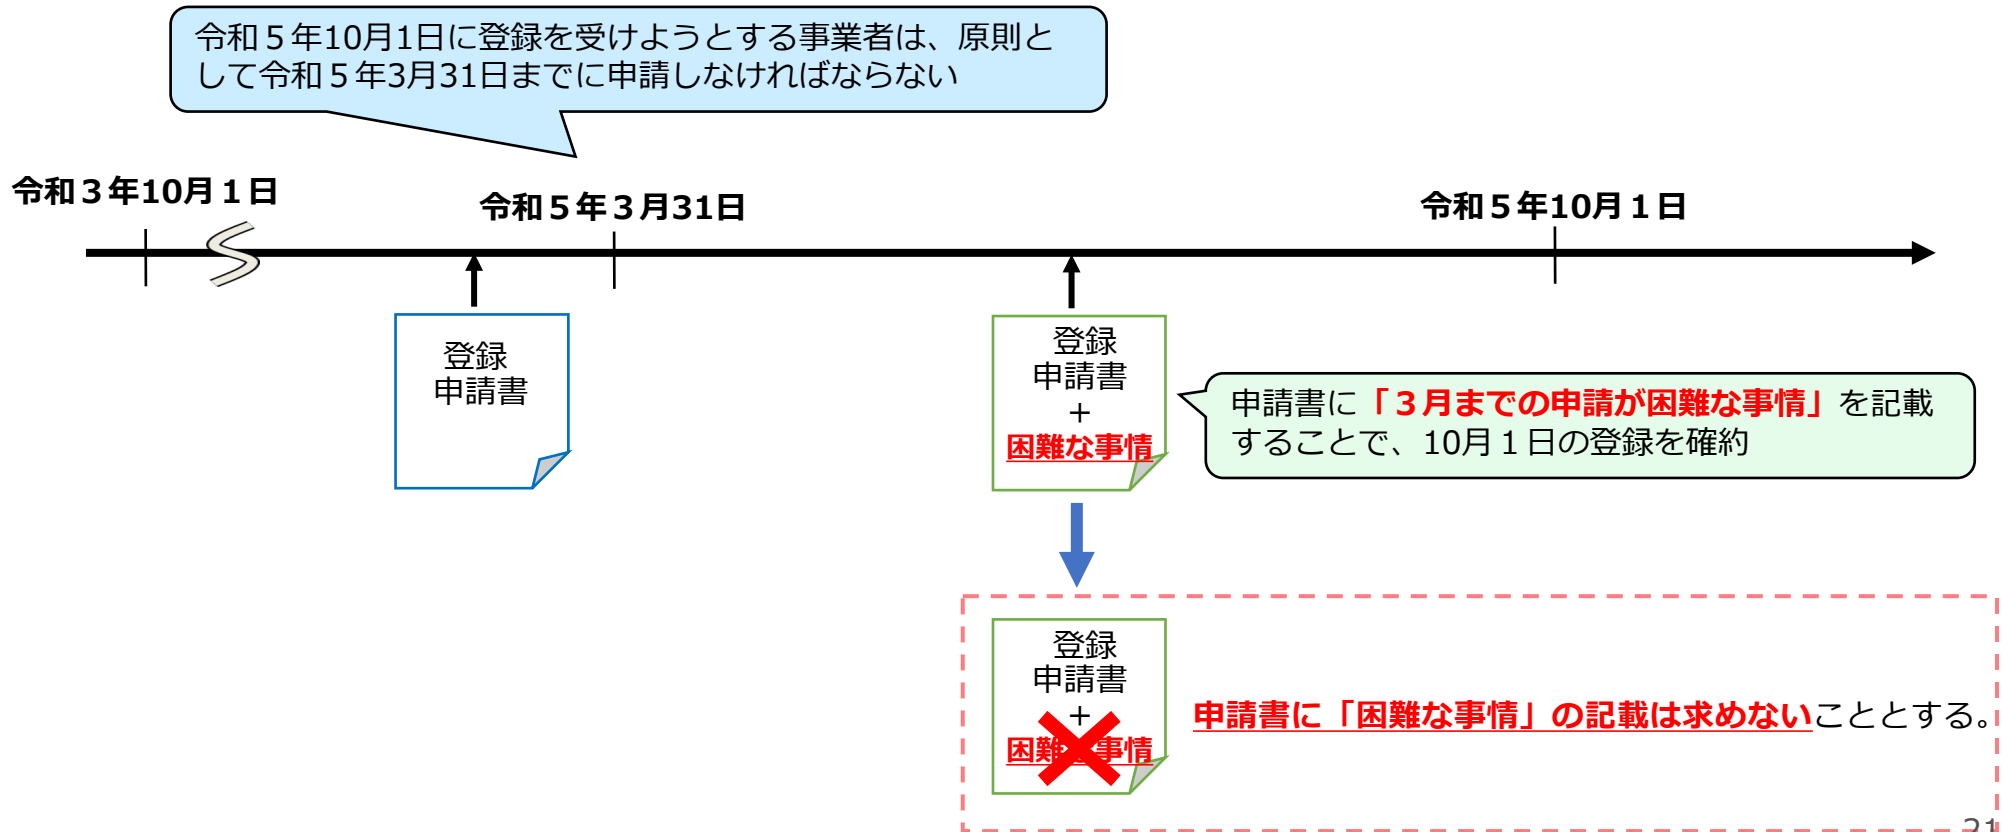 令和５年10月1日に登録を受けようとする事業者は、原則と
して令和５年3月31日までに申請しなければならない
令和３年10月１日
令和５年３月31日
令和５年10月１日
登録
申請書
登録
申請書
+
困難な事情
申請書に「３月までの申請が困難な事情」を記載
することで、10月１日の登録を確約
登録
申請書
+
困難な事情
申請書に「困難な事情」の記載は求めないこととする。
21